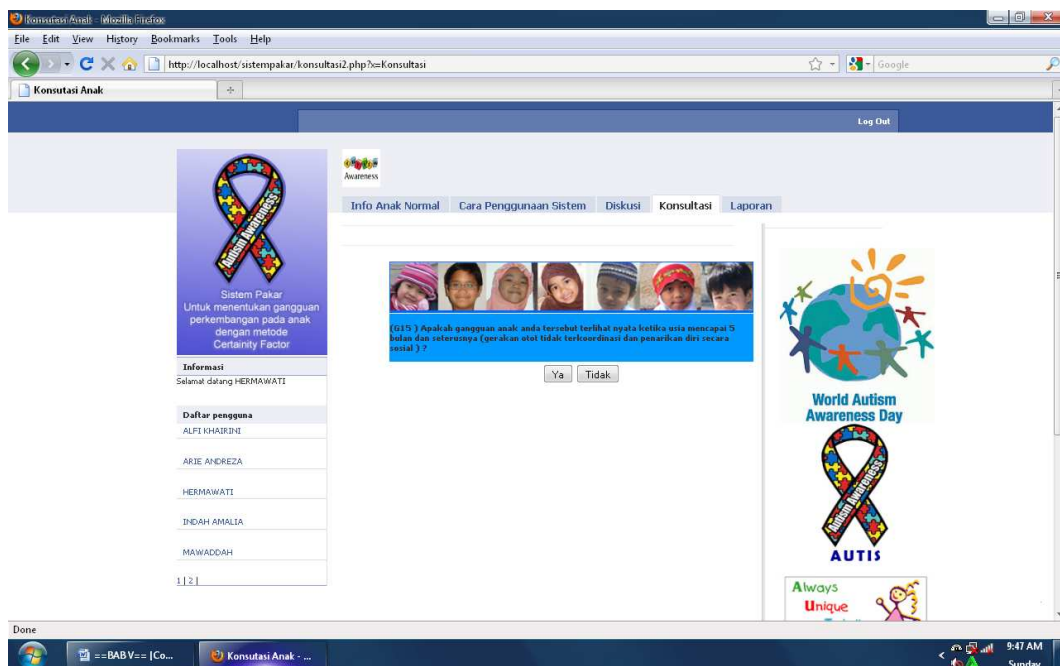 Konsutasi Anak - Mozilla Firefox
File Edit View History Bookmarks Tools Help
http://localhost/sistempakar/konsultasi2.php?x=Konsultasi
Google
Konsutasi Anak
Log Out
Autism Awareness
Sistem Pakar
Untuk menentukan gangguan
perkembangan pada anak
dengan metode
Certainity Factor
Informasi
Selamat datang HERMAWATI
Daftar pengguna
ALFI KHAIRINI
ARIE ANDREZA
HERMAWATI
INDAH AMALIA
MAWADDAH
1 | 2 |
Awareness
Info Anak Normal Cara Penggunaan Sistem Diskusi Konsultasi Laporan
(G15 ) Apakah gangguan anak anda tersebut terlihat nyata ketika usia mencapai 5
bulan dan seterusnya (gerakan otot tidak terkoordinasi dan penarikan diri secara
sosial ) ?
Ya Tidak
World Autism
Awareness Day
Autism Awareness
AUTIS
Always
Unique
Done
==BAB V== [Co...
Konsutasi Anak - ...
9:47 AM
Sunday